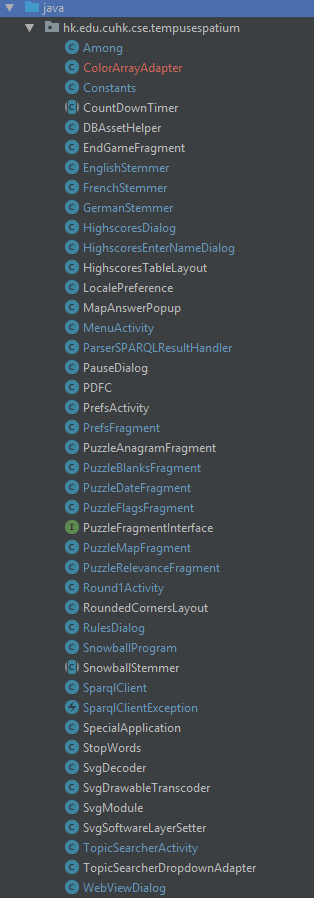 java
hk.edu.cuhk.cse.tempusespatium
Among
ColorArrayAdapter
Constants
CountDownTimer
DBAssetHelper
EndGameFragment
EnglishStemmer
FrenchStemmer
GermanStemmer
HighscoresDialog
HighscoresEnterNameDialog
HighscoresTableLayout
LocalePreference
MapAnswerPopup
MenuActivity
ParserSPARQLResultHandler
PauseDialog
PDFC
PrefsActivity
PrefsFragment
PuzzleAnagramFragment
PuzzleBlanksFragment
PuzzleDateFragment
PuzzleFlagsFragment
PuzzleFragmentInterface
PuzzleMapFragment
PuzzleRelevanceFragment
Round1Activity
RoundedCornersLayout
RulesDialog
SnowballProgram
SnowballStemmer
SparqlClient
SparqlClientException
SpecialApplication
StopWords
SvgDecoder
SvgDrawableTranscoder
SvgModule
SvgSoftwareLayerSetter
TopicSearcherActivity
TopicSearcherDropdownAdapter
WebViewDialog